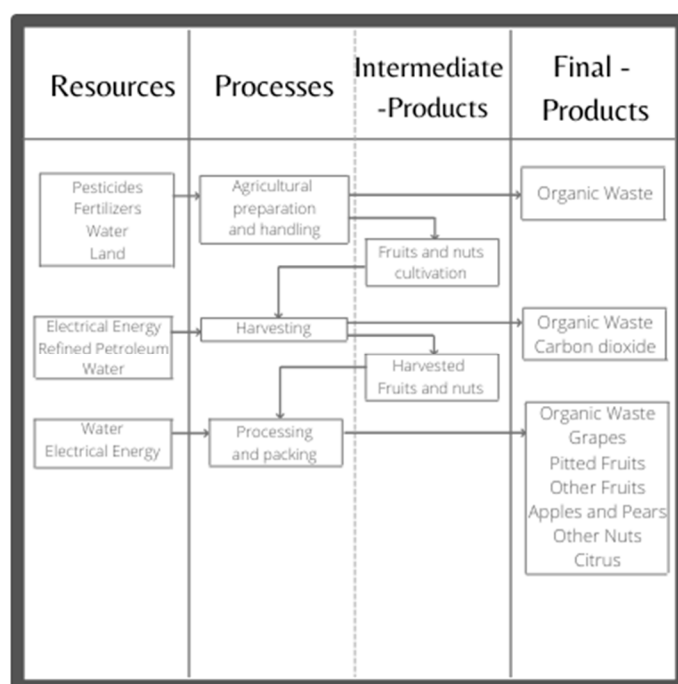 Resources
Processes
Intermediate
-Products
Final -
Products
Pesticides
Fertilizers
Water
Land
Agricultural
preparation
and handling
Organic Waste
Fruits and nuts
cultivation
Electrical Energy
Refined Petroleum
Water
Harvesting
Organic Waste
Carbon dioxide
Harvested
Fruits and nuts
Water
Electrical Energy
Processing
and packing
Organic Waste
Grapes
Pitted Fruits
Other Fruits
Apples and Pears
Other Nuts
Citrus